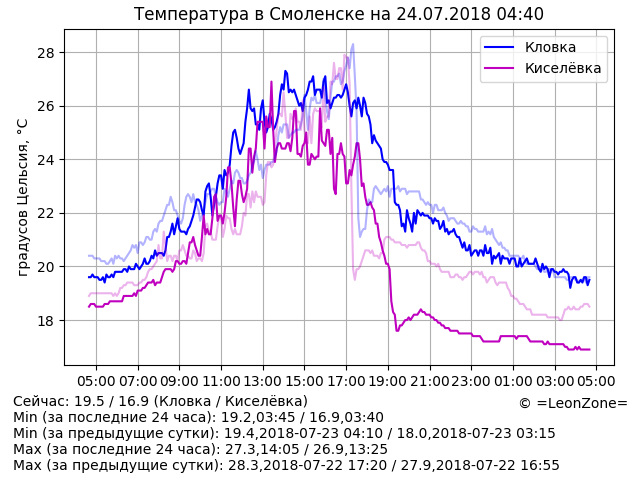 Температура в Смоленске на 24.07.2018 04:40
Кловка
Киселёвка
градусов Цельсия, °C
28
26
24
22
20
18
05:00 07:00 09:00 11:00 13:00 15:00 17:00 19:00 21:00 23:00 01:00 03:00 05:00
Сейчас: 19.5 / 16.9 (Кловка / Киселёвка)
© =LeonZone=
Min (за последние 24 часа): 19.2,03:45 / 16.9,03:40
Min (за предыдущие сутки): 19.4,2018-07-23 04:10 / 18.0,2018-07-23 03:15
Max (за последние 24 часа): 27.3,14:05 / 26.9,13:25
Max (за предыдущие сутки): 28.3,2018-07-22 17:20 / 27.9,2018-07-22 16:55